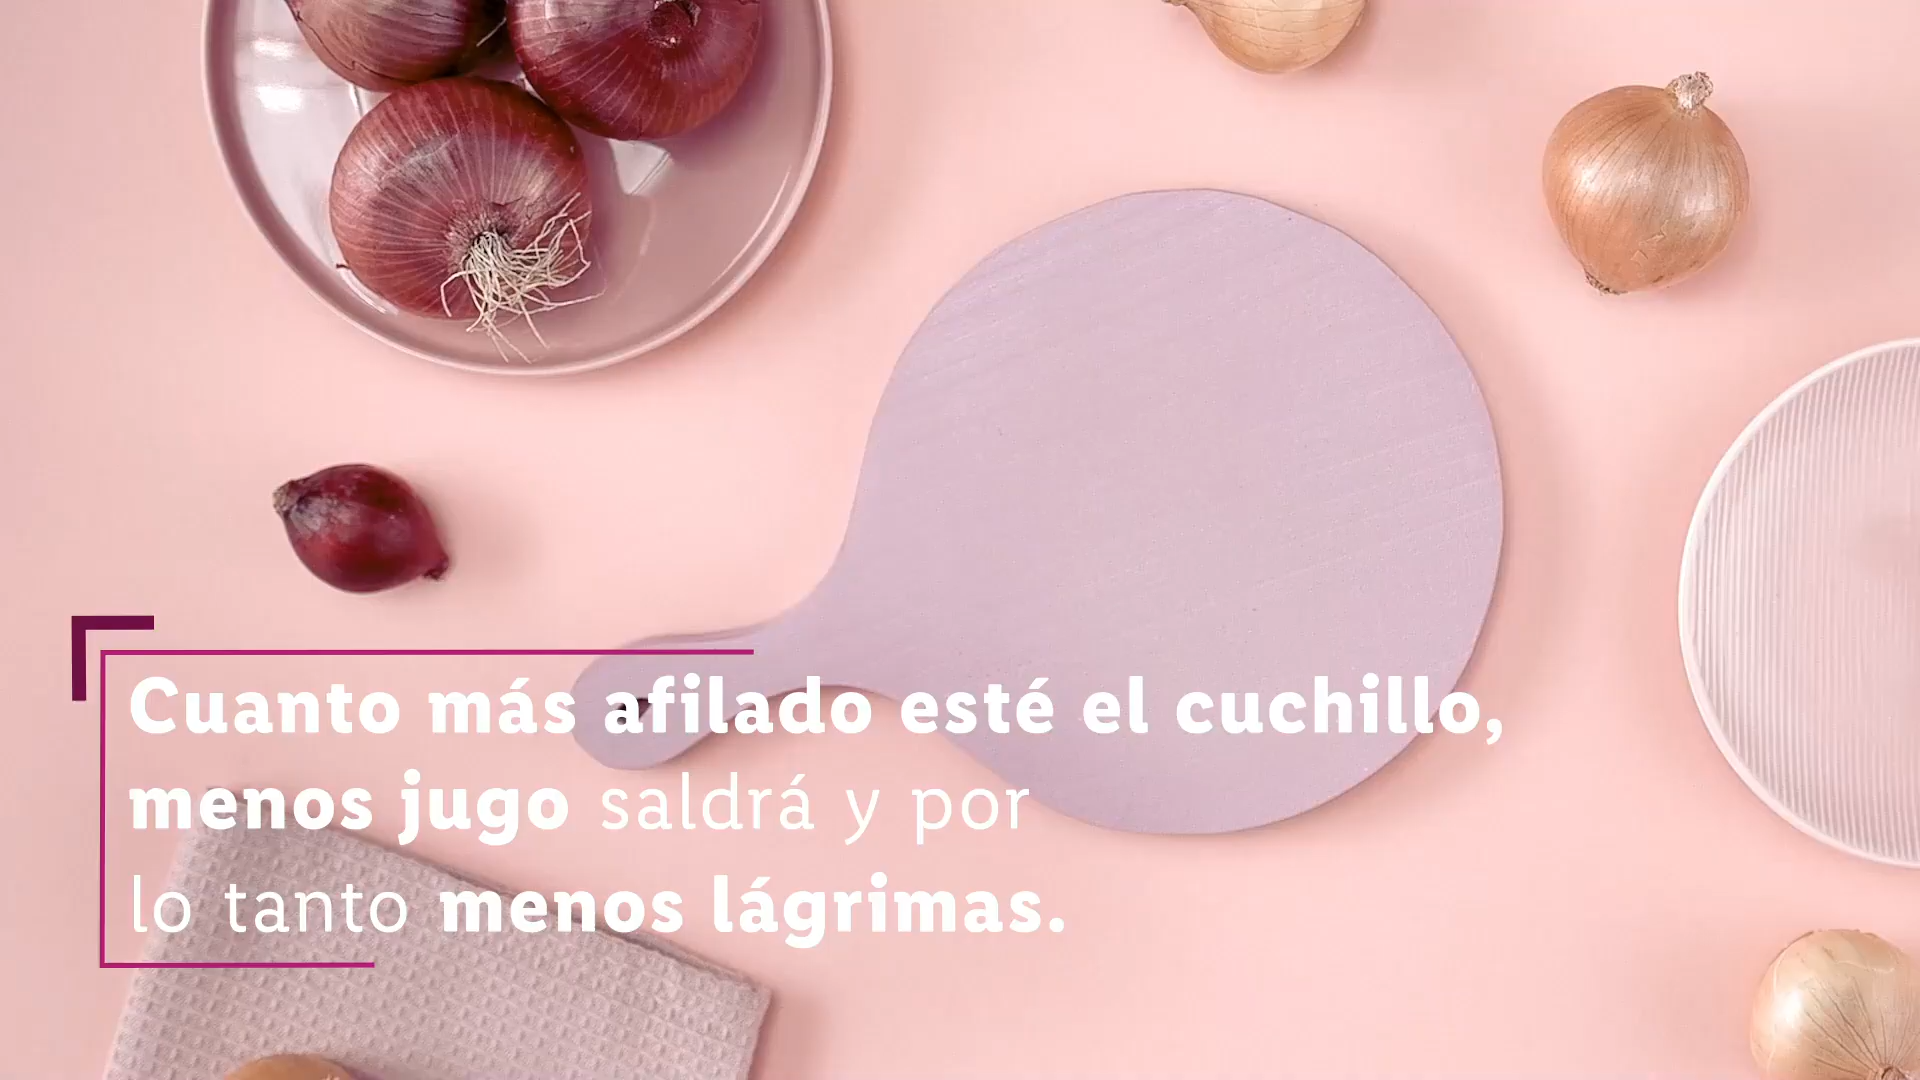 Cuanto más afilado esté el cuchillo,
menos jugo saldrá y por
lo tanto menos lágrimas.